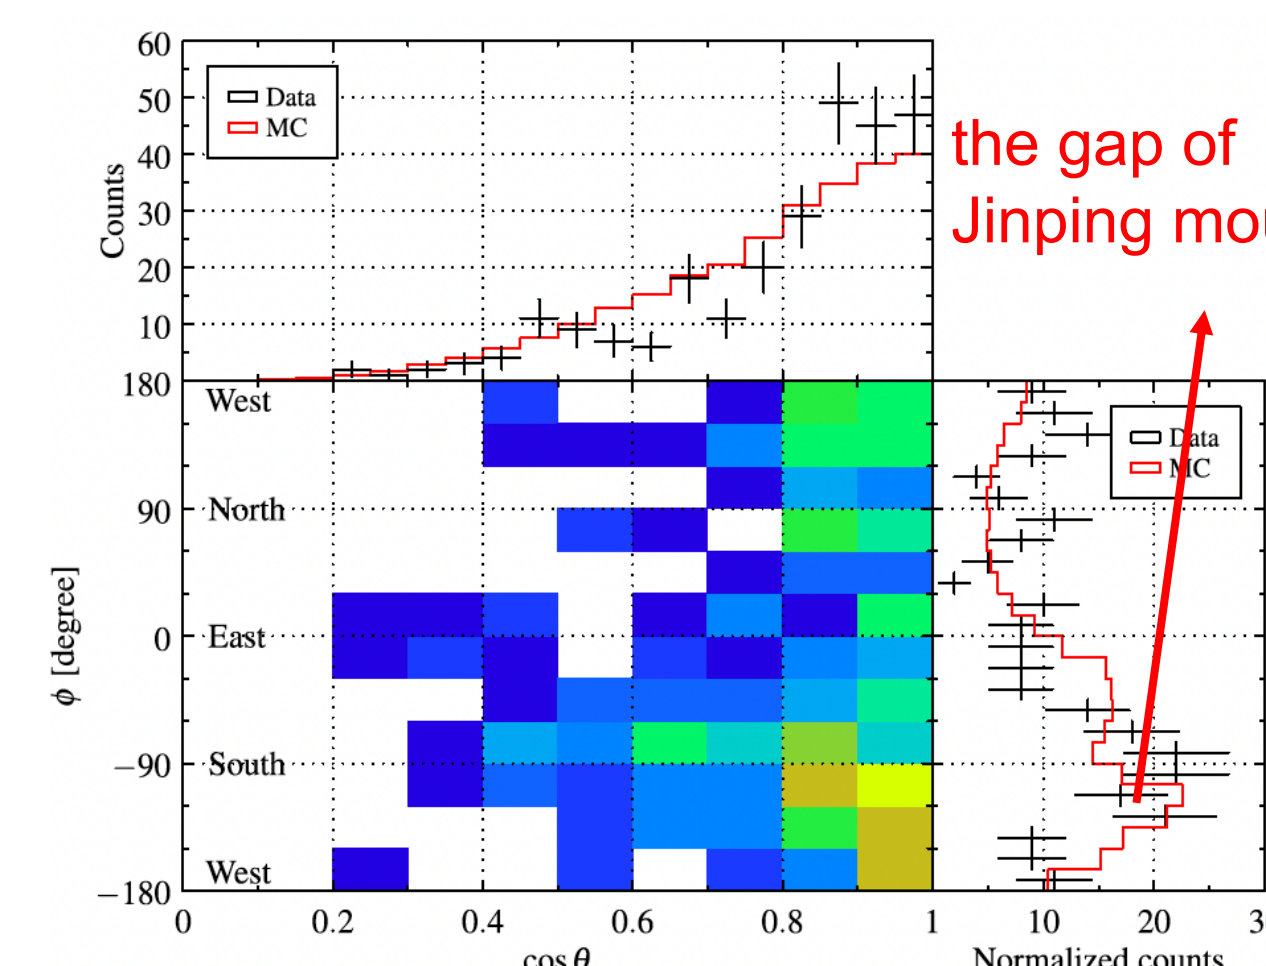 60
50
40
30
20
10
Counts
Data
MC
the gap of
Jinping mou
180
90
0
−90
−180
ϕ [degree]
West
North
East
South
West
Data
MC
0
0.2
0.4
0.6
0.8
1
10
20
3
cos θ
Normalized counts